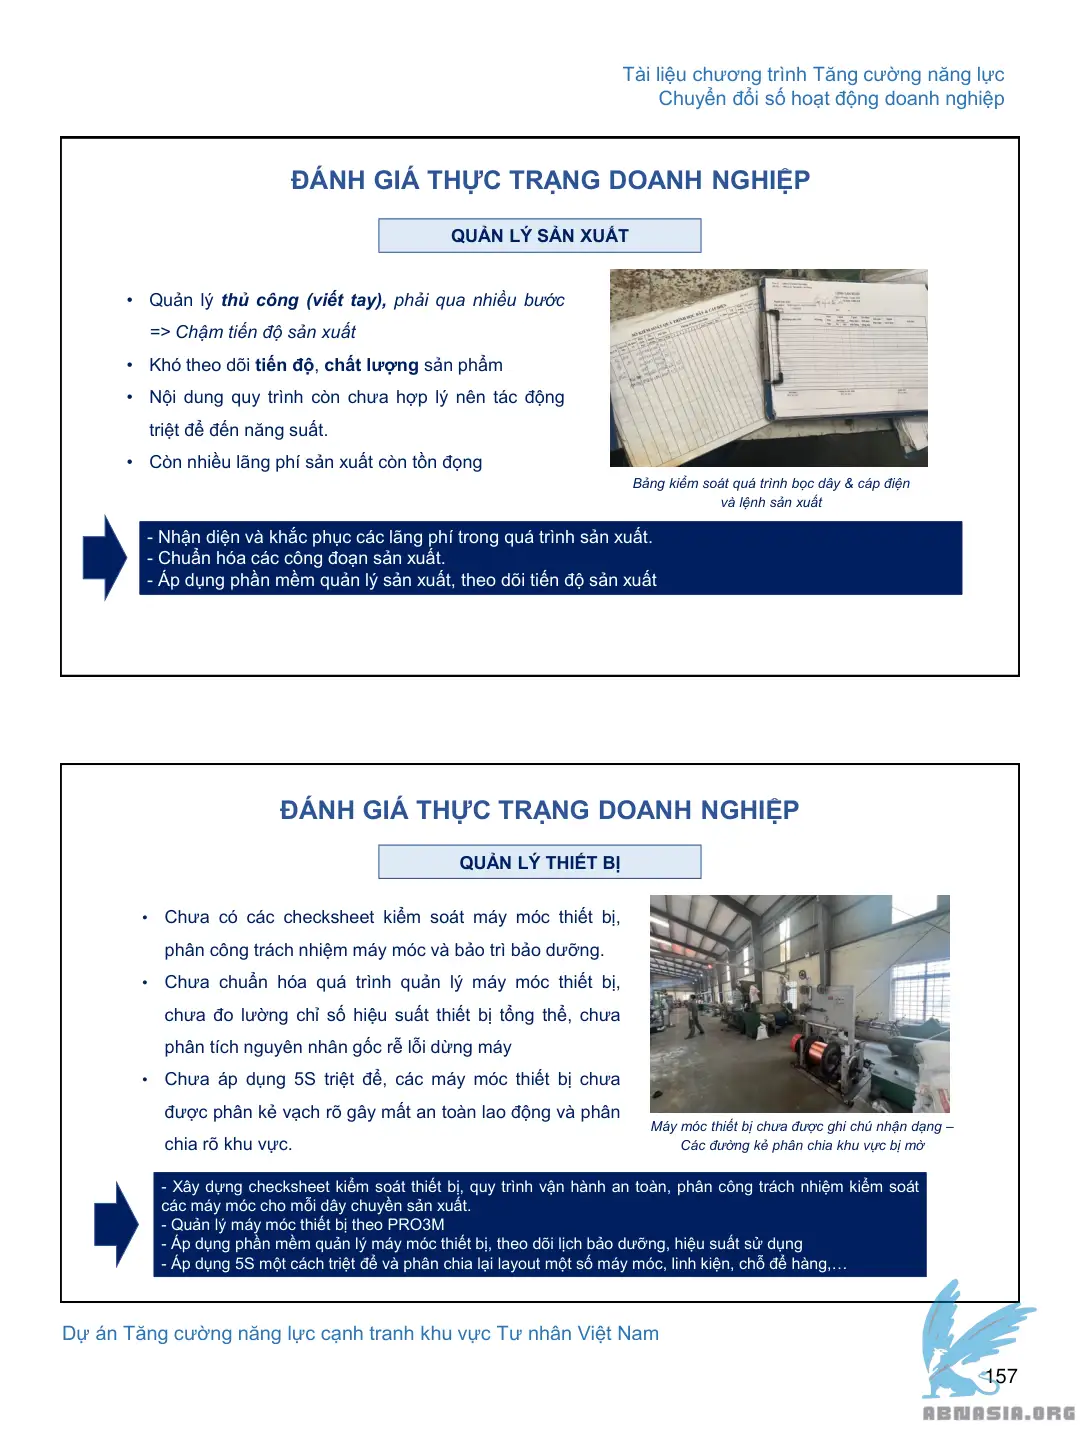 Tài liệu chương trình Tăng cường năng lực
Chuyển đổi số hoạt động doanh nghiệp
ĐÁNH GIÁ THỰC TRẠNG DOANH NGHIỆP
QUẢN LÝ SẢN XUẤT
• Quản lý thủ công (viết tay), phải qua nhiều bước
=> Chậm tiến độ sản xuất
• Khó theo dõi tiến độ, chất lượng sản phẩm
• Nội dung quy trình còn chưa hợp lý nên tác động
triệt để đến năng suất.
• Còn nhiều lãng phí sản xuất còn tồn đọng
Bảng kiểm soát quá trình bọc dây & cáp điện
và lệnh sản xuất
- Nhận diện và khắc phục các lãng phí trong quá trình sản xuất.
- Chuẩn hóa các công đoạn sản xuất.
- Áp dụng phần mềm quản lý sản xuất, theo dõi tiến độ sản xuất
ĐÁNH GIÁ THỰC TRẠNG DOANH NGHIỆP
QUẢN LÝ THIẾT BỊ
• Chưa có các checksheet kiểm soát máy móc thiết bị,
phân công trách nhiệm máy móc và bảo trì bảo dưỡng.
• Chưa chuẩn hóa quá trình quản lý máy móc thiết bị,
chưa đo lường chỉ số hiệu suất thiết bị tổng thể, chưa
phân tích nguyên nhân gốc rễ lỗi dừng máy
• Chưa áp dụng 5S triệt để, các máy móc thiết bị chưa
được phân kẻ vạch rõ gây mất an toàn lao động và phân
chia rõ khu vực.
Máy móc thiết bị chưa được ghi chú nhận dạng –
Các đường kẻ phân chia khu vực bị mờ
- Xây dựng checksheet kiểm soát thiết bị, quy trình vận hành an toàn, phân công trách nhiệm kiểm soát
các máy móc cho mỗi dây chuyền sản xuất.
- Quản lý máy móc thiết bị theo PRO3M
- Áp dụng phần mềm quản lý máy móc thiết bị, theo dõi lịch bảo dưỡng, hiệu suất sử dụng
- Áp dụng 5S một cách triệt để và phân chia lại layout một số máy móc, linh kiện, chỗ để hàng,…
Dự án Tăng cường năng lực cạnh tranh khu vực Tư nhân Việt Nam
157
ABNASIA.ORG